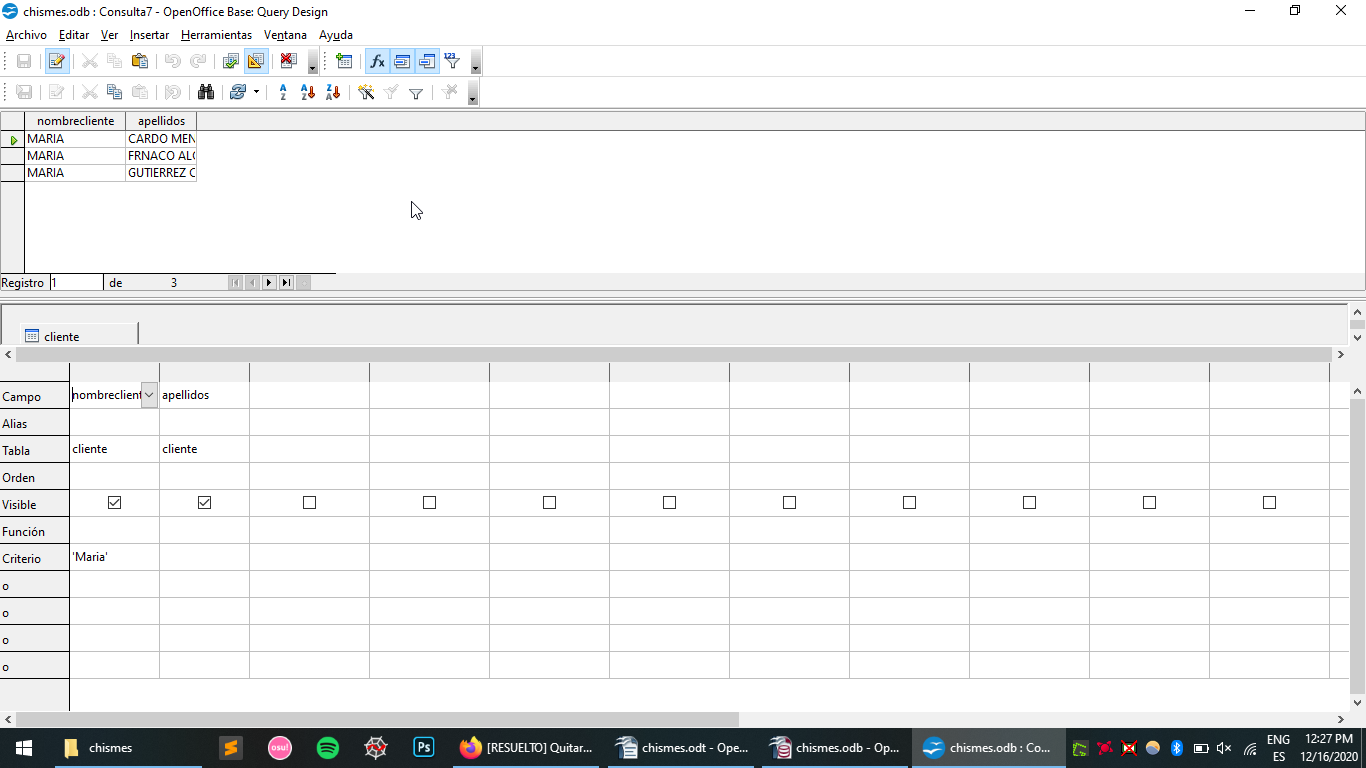 chismes.odb : Consulta7 - OpenOffice Base: Query Design
Archivo Editar Ver Insertar Herramientas Ventana Ayuda
nombrecliente apellidos
MARIA CARDO MEN
MARIA FRNACO ALC
MARIA GUTIERREZ C
Registro 1 de 3
cliente
Campo nombreclient apellidos
Alias
Tabla cliente cliente
Orden
Visible
Función
Criterio 'Maria'
o
o
o
o
chismes
osu!
Ps
[RESUELTO] Quitar...
chismes.odt - Ope...
chismes.odb - Op...
chismes.odb : Co...
ENG
ES
12:27 PM
12/16/2020